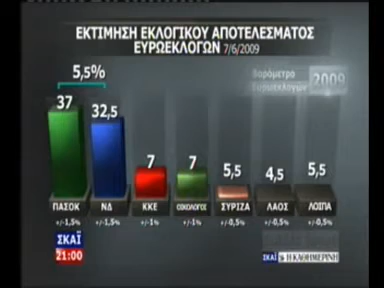 ΕΚΤΙΜΗΣΗ ΕΚΛΟΓΙΚΟΥ ΑΠΟΤΕΛΕΣΜΑΤΟΣ
ΕΥΡΩΕΚΛΟΓΩΝ 7/6/2009
5,5%
βαρόμετρο
Ευρωεκλογών 2009
37 32,5 7 7 5,5 4,5 5,5
ΠΑΣΟΚ ΝΔ ΚΚΕ ΟΙΚΟΛΟΓΟΙ ΣΥΡΙΖΑ ΛΑΟΣ ΛΟΙΠΑ
+/-1,5% +/-1,5% +/-1% +/-1% +/-0,5% +/-0,5% +/-0,5%
ΣΚΑΪ
21:00
ΣΚΑΪ Η ΚΑΘΗΜΕΡΙΝΗ